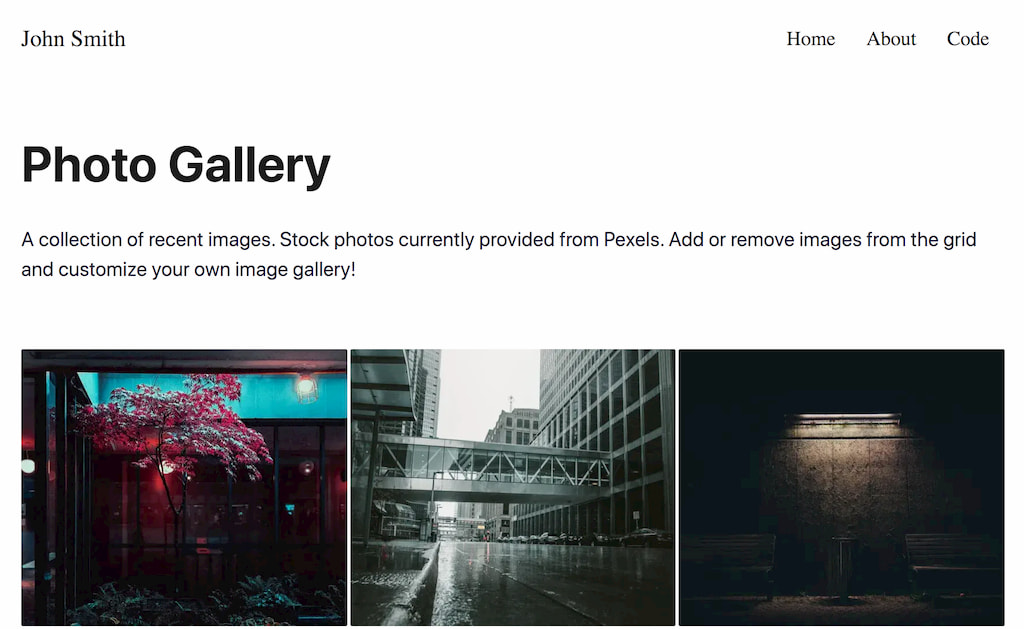 John Smith
Home About Code
Photo Gallery
A collection of recent images. Stock photos currently provided from Pexels. Add or remove images from the grid
and customize your own image gallery!